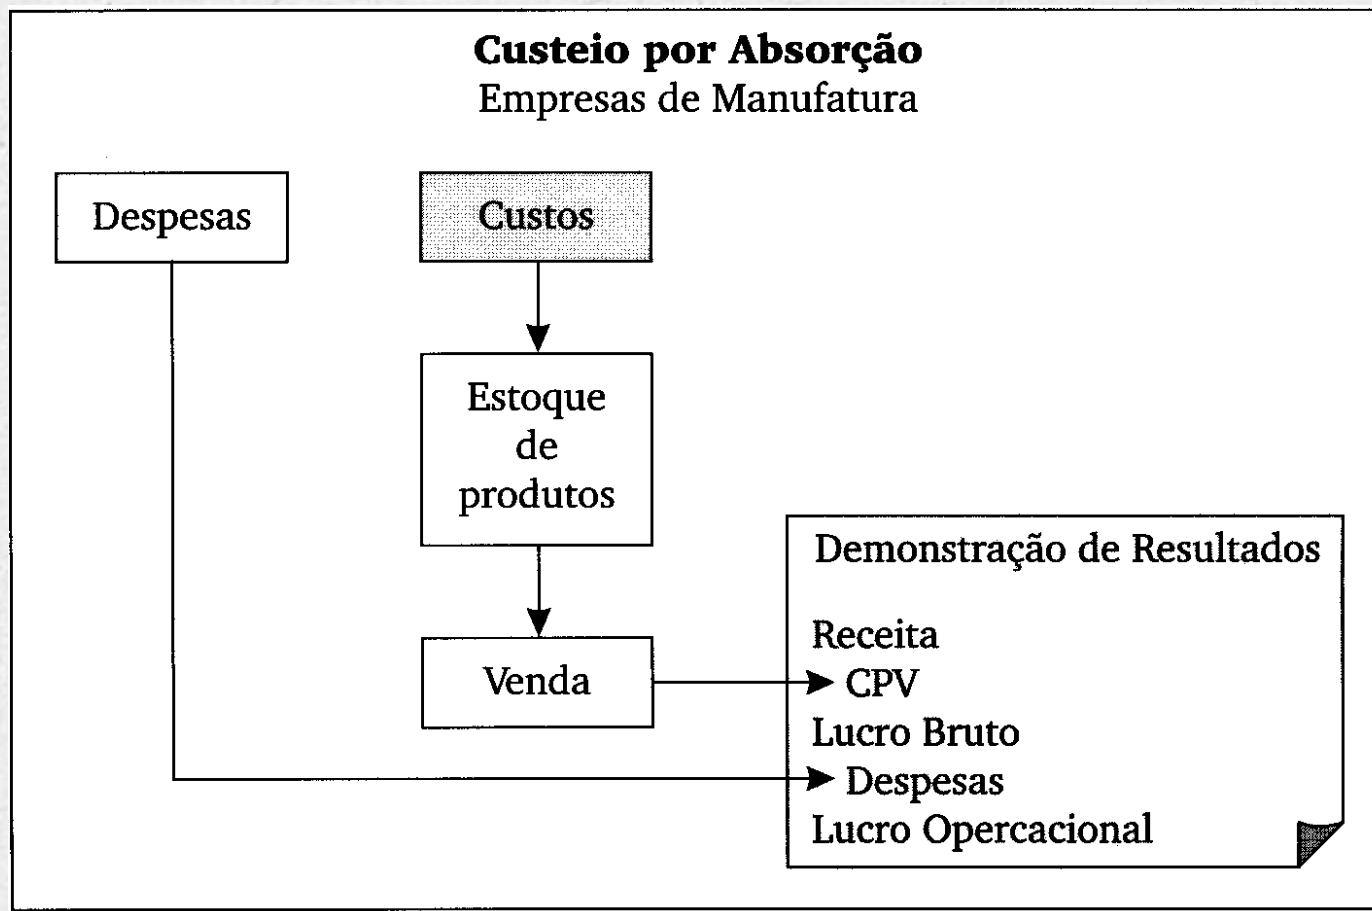 Custeio por Absorção
Empresas de Manufatura
Despesas
Custos
Estoque
de
produtos
Venda
Demonstração de Resultados
Receita
CPV
Lucro Bruto
Despesas
Lucro Opercacional